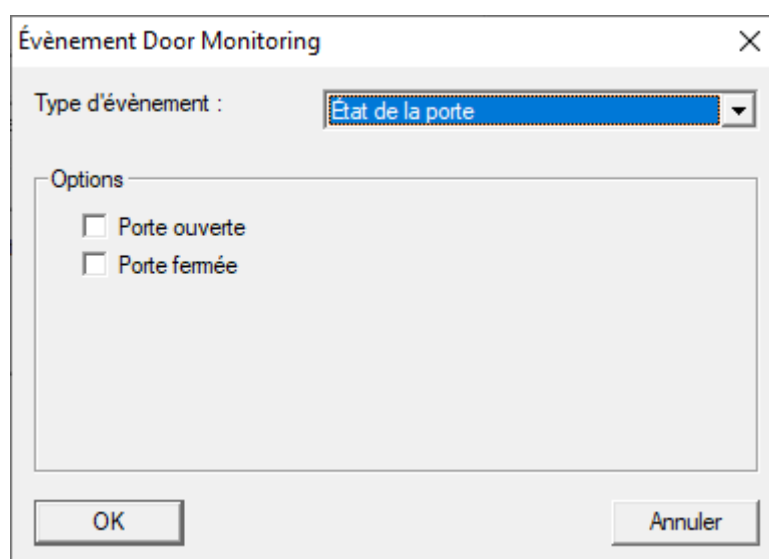 Évènement Door Monitoring
Type d'évènement :
État de la porte
Options
Porte ouverte
Porte fermée
OK
Annuler